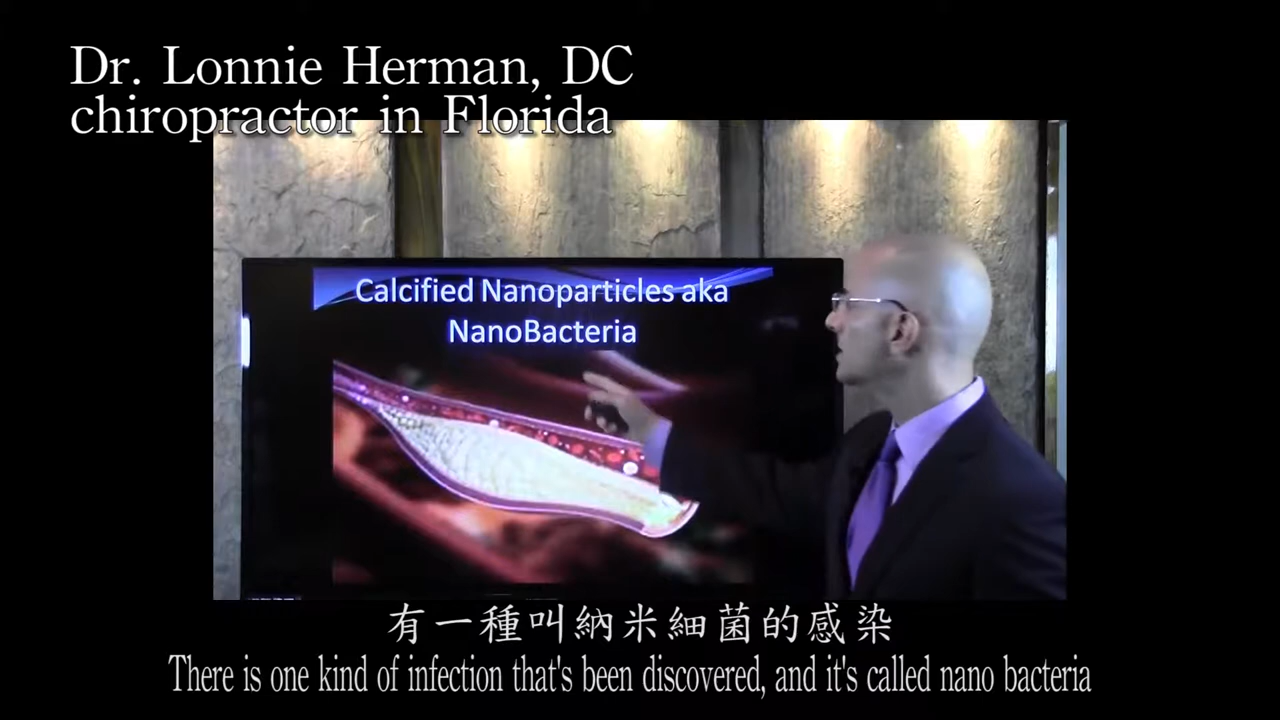 Dr. Lonnie Herman, DC
chiropractor in Florida
Calcified Nanoparticles aka
NanoBacteria
有一種叫納米細菌的感染
There is one kind of infection that's been discovered, and it's called nano bacteria